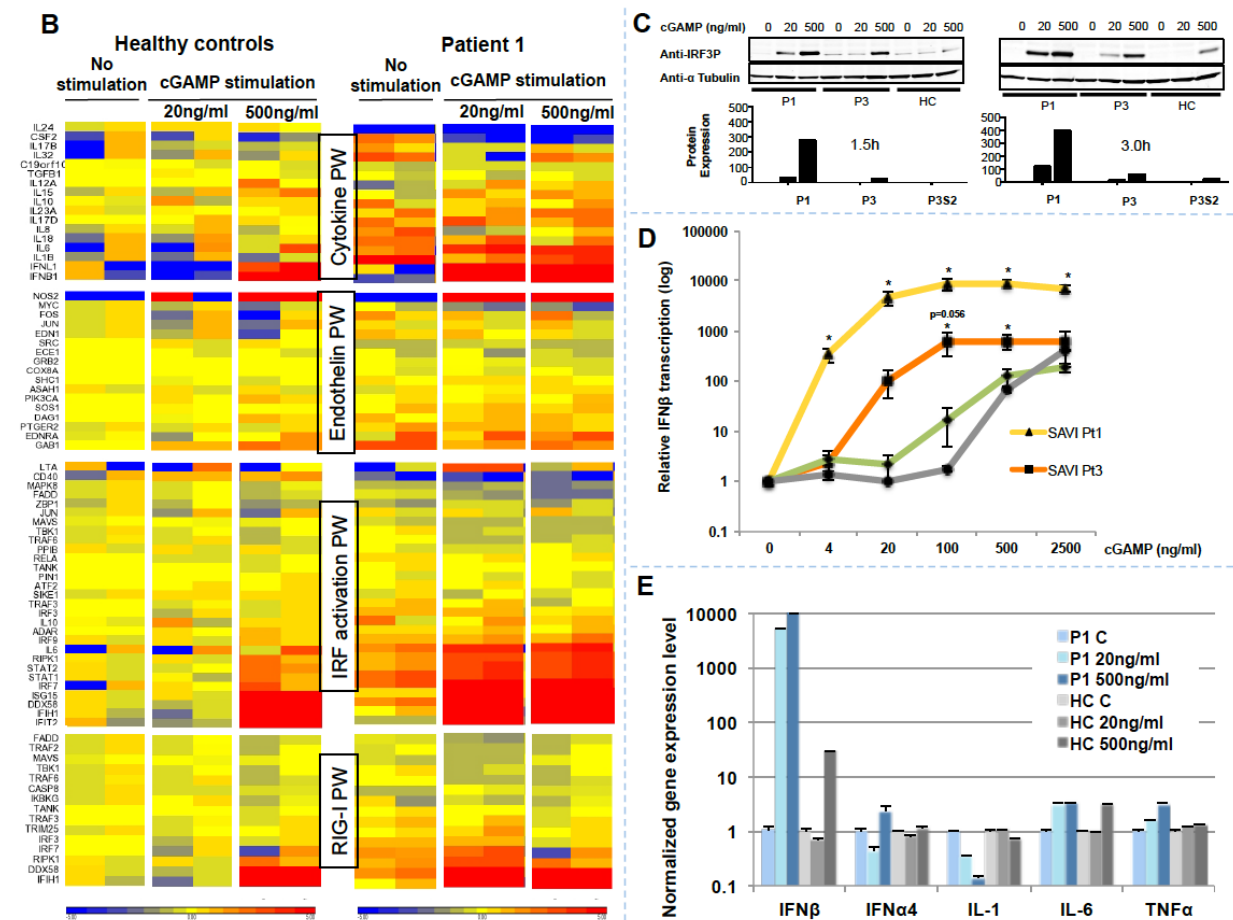 B
Healthy controls
Patient 1
No stimulation
cGAMP stimulation
20ng/ml
500ng/ml
No stimulation
cGAMP stimulation
20ng/ml
500ng/ml
IL24
CSF2
IL17B
IL32
C19orf10
TGFB1
IL12A
IL15
IL10
IL23A
IL17D
IL8
IL18
IL6
IL1B
IFNL1
IFNB1
Cytokine PW
NOS2
MYC
FOS
JUN
EDN1
SRC
ECE1
GRB2
COX8A
SHC1
ASAH1
PIK3CA
SOS1
DAG1
PTGER2
EDNRA
GAB1
Endothelin PW
LTA
CD40
MAPK8
FADD
ZBP1
JUN
MAVS
TBK1
TRAF6
PPIB
RELA
TANK
PIN1
ATF2
SIKE1
TRAF3
IRF3
IL10
ADAR
IRF9
IL6
RIPK1
STAT2
STAT1
IRF7
ISG15
DDX58
IFIH1
IFIT2
IRF activation PW
FADD
TRAF2
MAVS
TBK1
TRAF6
CASP8
IKBKG
TANK
TRAF3
TRIM25
IRF3
IRF7
RIPK1
DDX58
IFIH1
RIG-I PW
C
cGAMP (ng/ml) 0 20 500 0 20 500 0 20 500
0 20 500 0 20 500 0 20 500
Anti-IRF3P
Anti-α Tubulin
P1 P3 HC
P1 P3 HC
Protein Expression
500
400
300
200
100
0
1.5h
P1 P3 P3S2
500
400
300
200
100
0
3.0h
P1 P3 P3S2
D
Relative IFNβ transcription (log)
100000
10000
1000
100
10
1
0.1
* * * * *
p=0.056
* *
SAVI Pt1
SAVI Pt3
0 4 20 100 500 2500 cGAMP (ng/ml)
E
Normalized gene expression level
10000
1000
100
10
1
0.1
P1 C
P1 20ng/ml
P1 500ng/ml
HC C
HC 20ng/ml
HC 500ng/ml
IFNβ IFNα4 IL-1 IL-6 TNFα